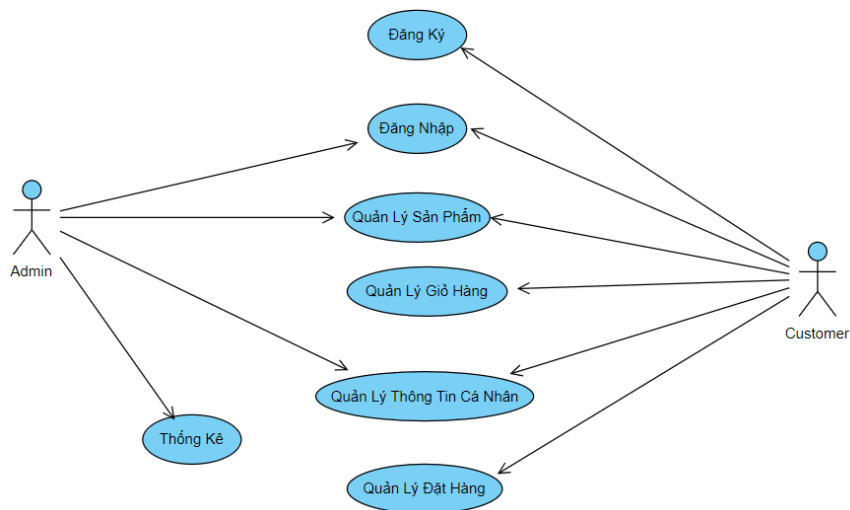 Đăng Ký
Đăng Nhập
Quản Lý Sản Phẩm
Admin
Quản Lý Giỏ Hàng
Customer
Quản Lý Thông Tin Cá Nhân
Thống Kê
Quản Lý Đặt Hàng